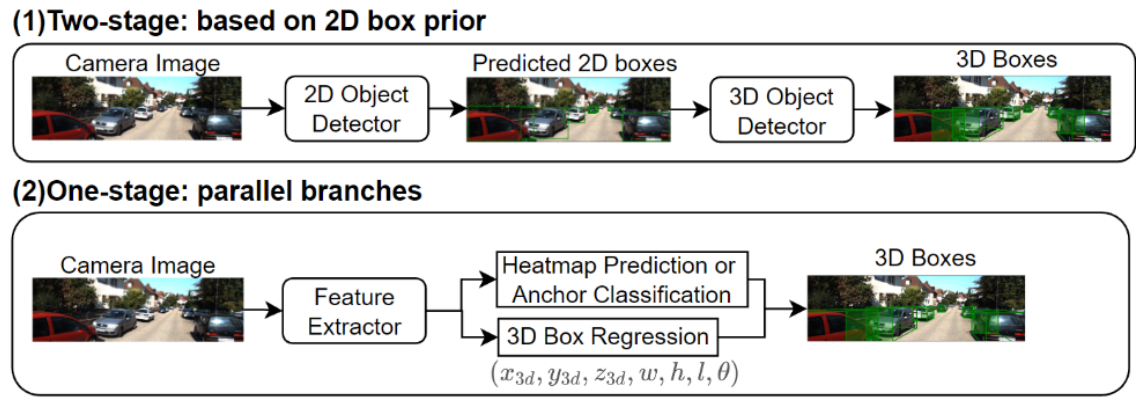 (1)Two-stage: based on 2D box prior
Camera Image
2D Object
Detector
Predicted 2D boxes
3D Object
Detector
3D Boxes
(2)One-stage: parallel branches
Camera Image
Feature
Extractor
Heatmap Prediction or
Anchor Classification
3D Box Regression
(x_{3d}, y_{3d}, z_{3d}, w, h, l, θ)
3D Boxes